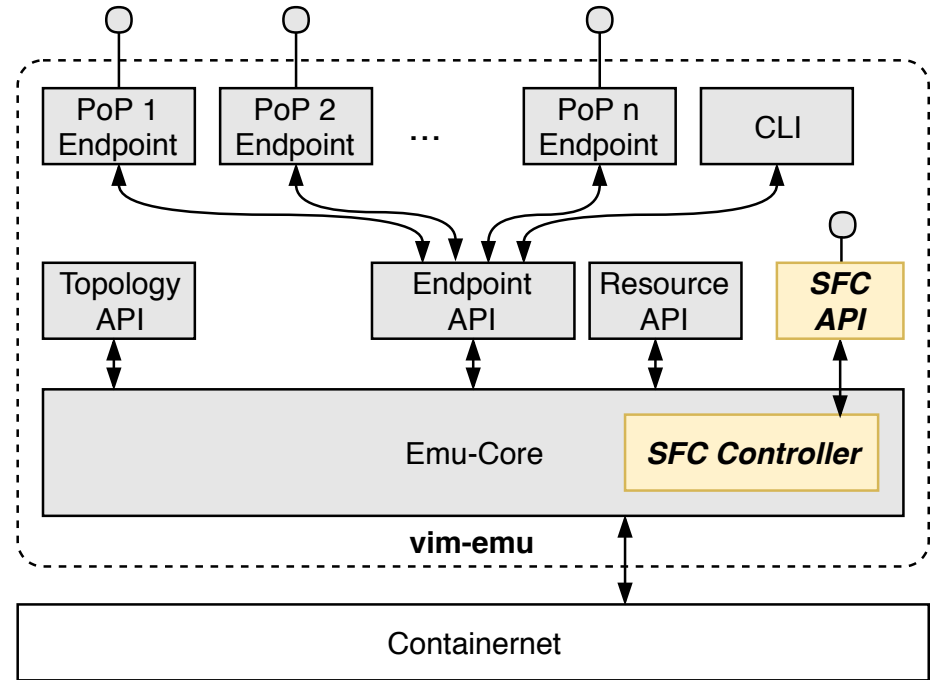 PoP 1
Endpoint
PoP 2
Endpoint
...
PoP n
Endpoint
CLI
Topology
API
Endpoint
API
Resource
API
SFC
API
Emu-Core
SFC Controller
vim-emu
Containernet